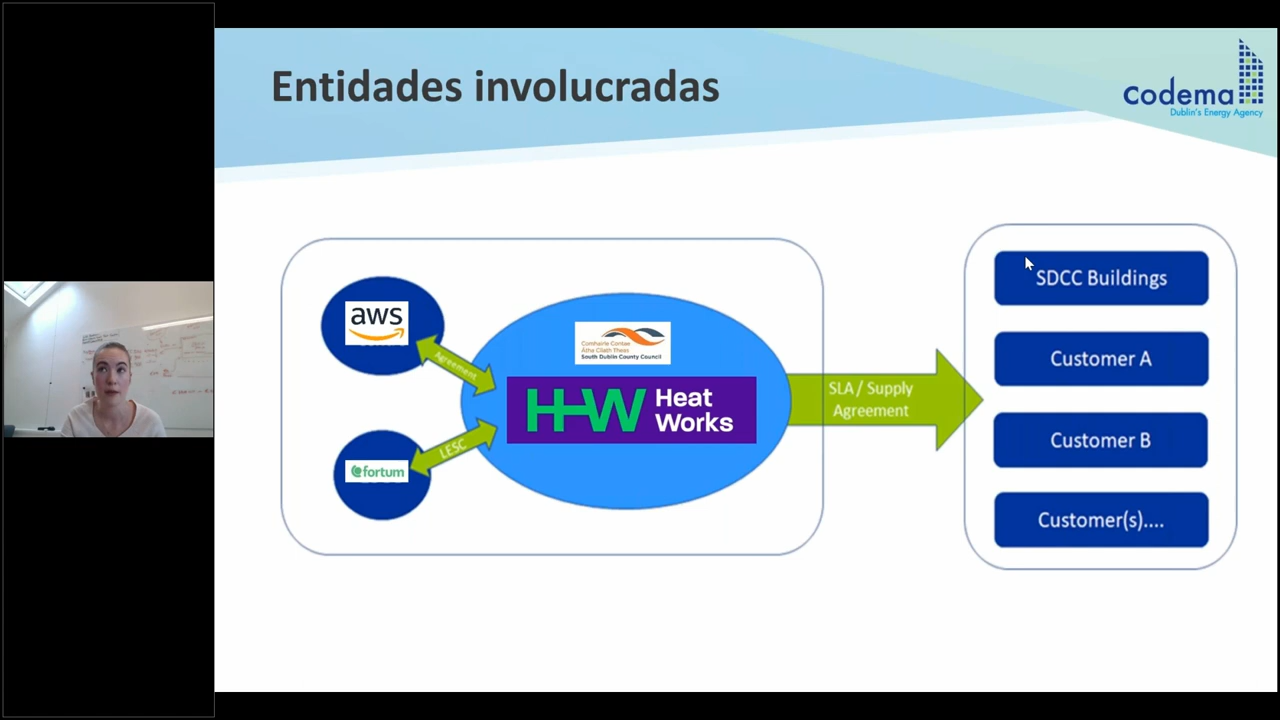 Entidades involucradas
codema
Dublin's Energy Agency
aws
Agreement
fortum
LESC
Comhairle Contae
Átha Cliath Theas
South Dublin County Council
HW Heat
Works
SLA / Supply
Agreement
SDCC Buildings
Customer A
Customer B
Customer(s)....